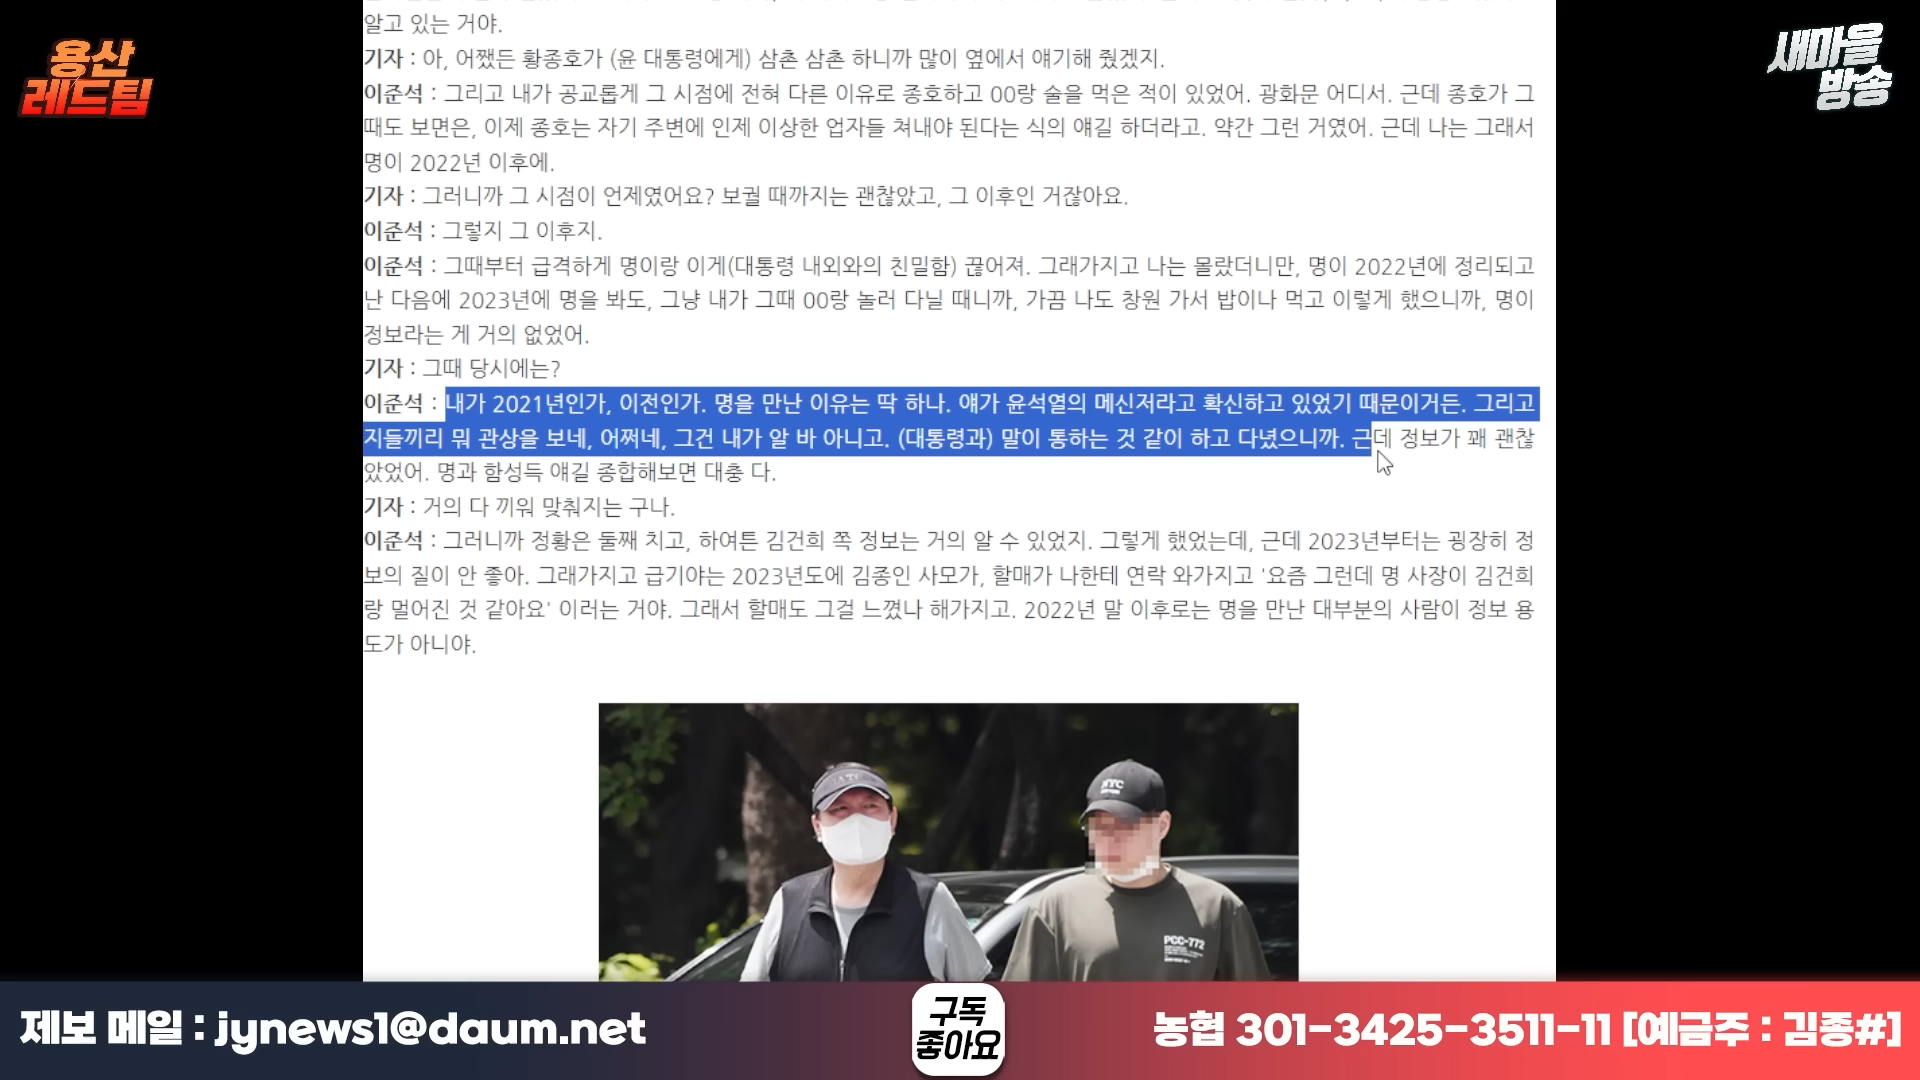 용산
레드팀
새마을
방송
알고 있는 거야.
기자 : 아, 어쨌든 황종호가 (윤 대통령에게) 삼촌 삼촌 하니까 많이 옆에서 얘기해 줬겠지.
이준석 : 그리고 내가 공교롭게 그 시점에 전혀 다른 이유로 종호하고 00랑 술을 먹은 적이 있었어. 광화문 어디서. 근데 종호가 그
때도 보면은, 이제 종호는 자기 주변에 인제 이상한 업자들 쳐내야 된다는 식의 얘길 하더라고. 약간 그런 거였어. 근데 나는 그래서
명이 2022년 이후에.
기자 : 그러니까 그 시점이 언제였어요? 보궐 때까지는 괜찮았고, 그 이후인 거잖아요.
이준석 : 그렇지 그 이후지.
이준석 : 그때부터 급격하게 명이랑 이게(대통령 내외와의 친밀함) 끊어져. 그래가지고 나는 몰랐더니만, 명이 2022년에 정리되고
난 다음에 2023년에 명을 봐도, 그냥 내가 그때 00랑 놀러 다닐 때니까, 가끔 나도 창원 가서 밥이나 먹고 이렇게 했으니까, 명이
정보라는 게 거의 없었어.
기자 : 그때 당시에는?
이준석 : 내가 2021년인가, 이전인가. 명을 만난 이유는 딱 하나. 얘가 윤석열의 메신저라고 확신하고 있었기 때문이거든. 그리고
지들끼리 뭐 관상을 보네, 어쩌네, 그건 내가 알 바 아니고. (대통령과) 말이 통하는 것 같이 하고 다녔으니까. 근데 정보가 꽤 괜찮
았었어. 명과 함성득 얘길 종합해보면 대충 다.
기자 : 거의 다 끼워 맞춰지는 구나.
이준석 : 그러니까 정황은 둘째 치고, 하여튼 김건희 쪽 정보는 거의 알 수 있었지. 그렇게 했었는데, 근데 2023년부터는 굉장히 정
보의 질이 안 좋아. 그래가지고 급기야는 2023년도에 김종인 사모가, 할매가 나한테 연락 와가지고 '요즘 그런데 명 사장이 김건희
랑 멀어진 것 같아요' 이러는 거야. 그래서 할매도 그걸 느꼈나 해가지고. 2022년 말 이후로는 명을 만난 대부분의 사람이 정보 용
도가 아니야.
NYC
PCC-772
제보 메일 : jynews1@daum.net
구독
좋아요
농협 301-3425-3511-11 [예금주 : 김종#]